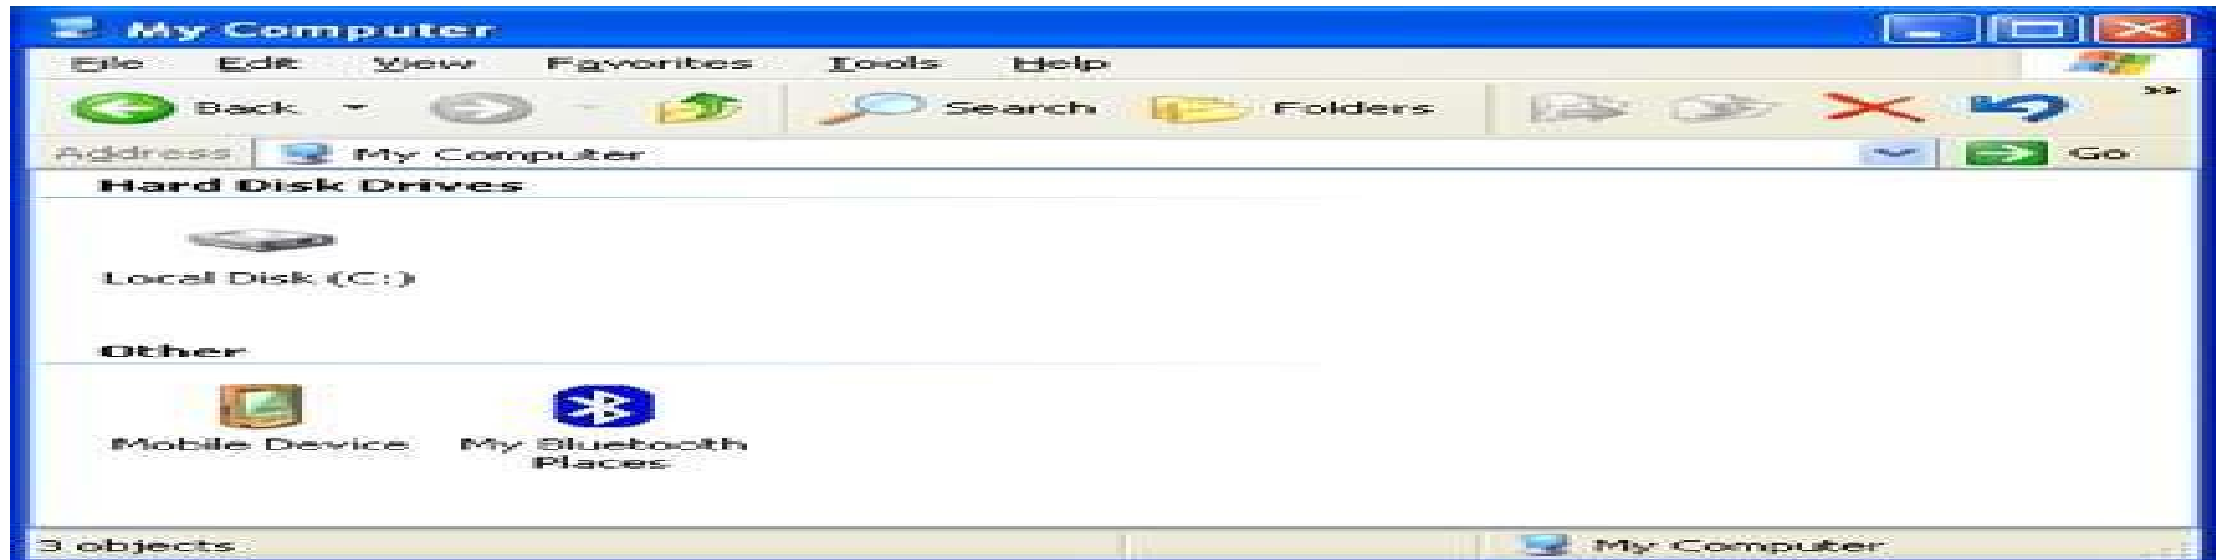 My Computer
File Edit View Favorites Tools Help
Back Search Folders »
Address My Computer Go
Hard Disk Drives
Local Disk (C:)
Other
Mobile Device My Bluetooth
Places
3 objects My Computer